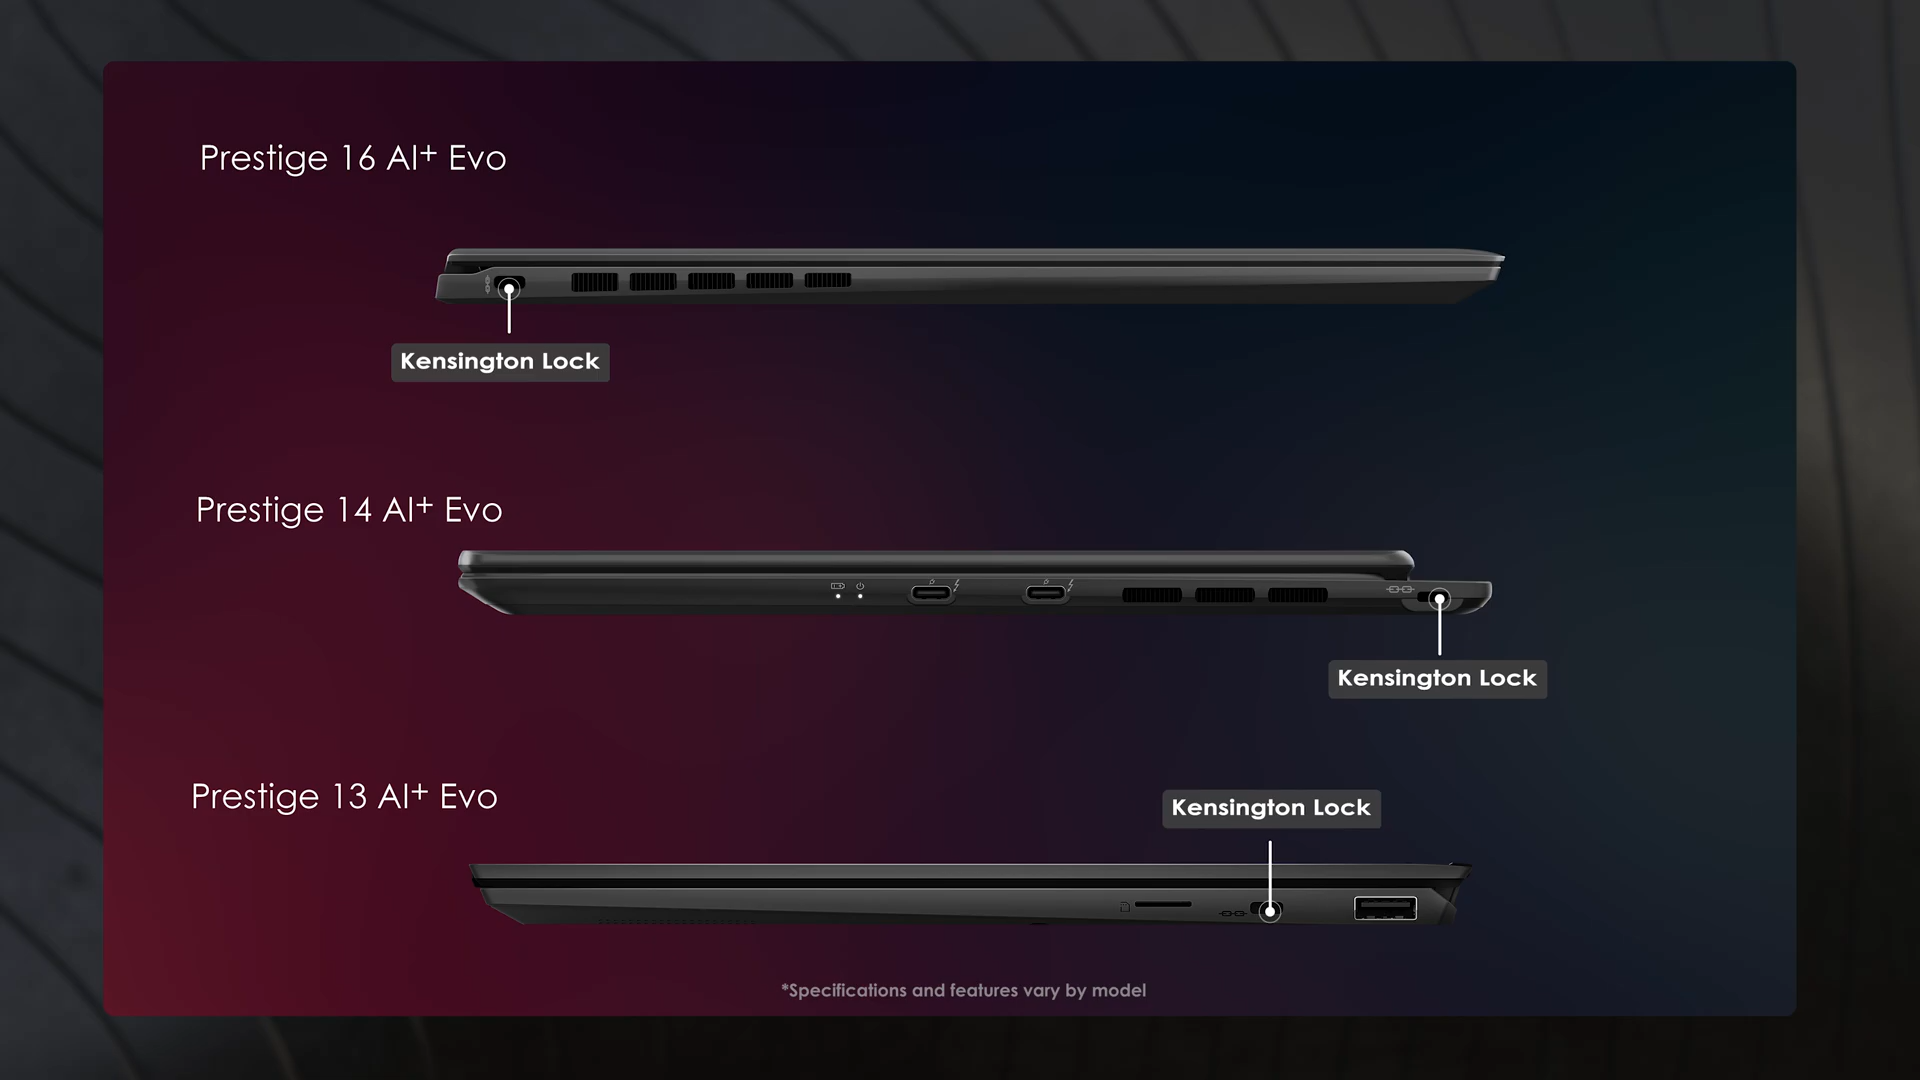 Prestige 16 AI+ Evo
Kensington Lock
Prestige 14 AI+ Evo
Kensington Lock
Prestige 13 AI+ Evo
Kensington Lock
*Specifications and features vary by model